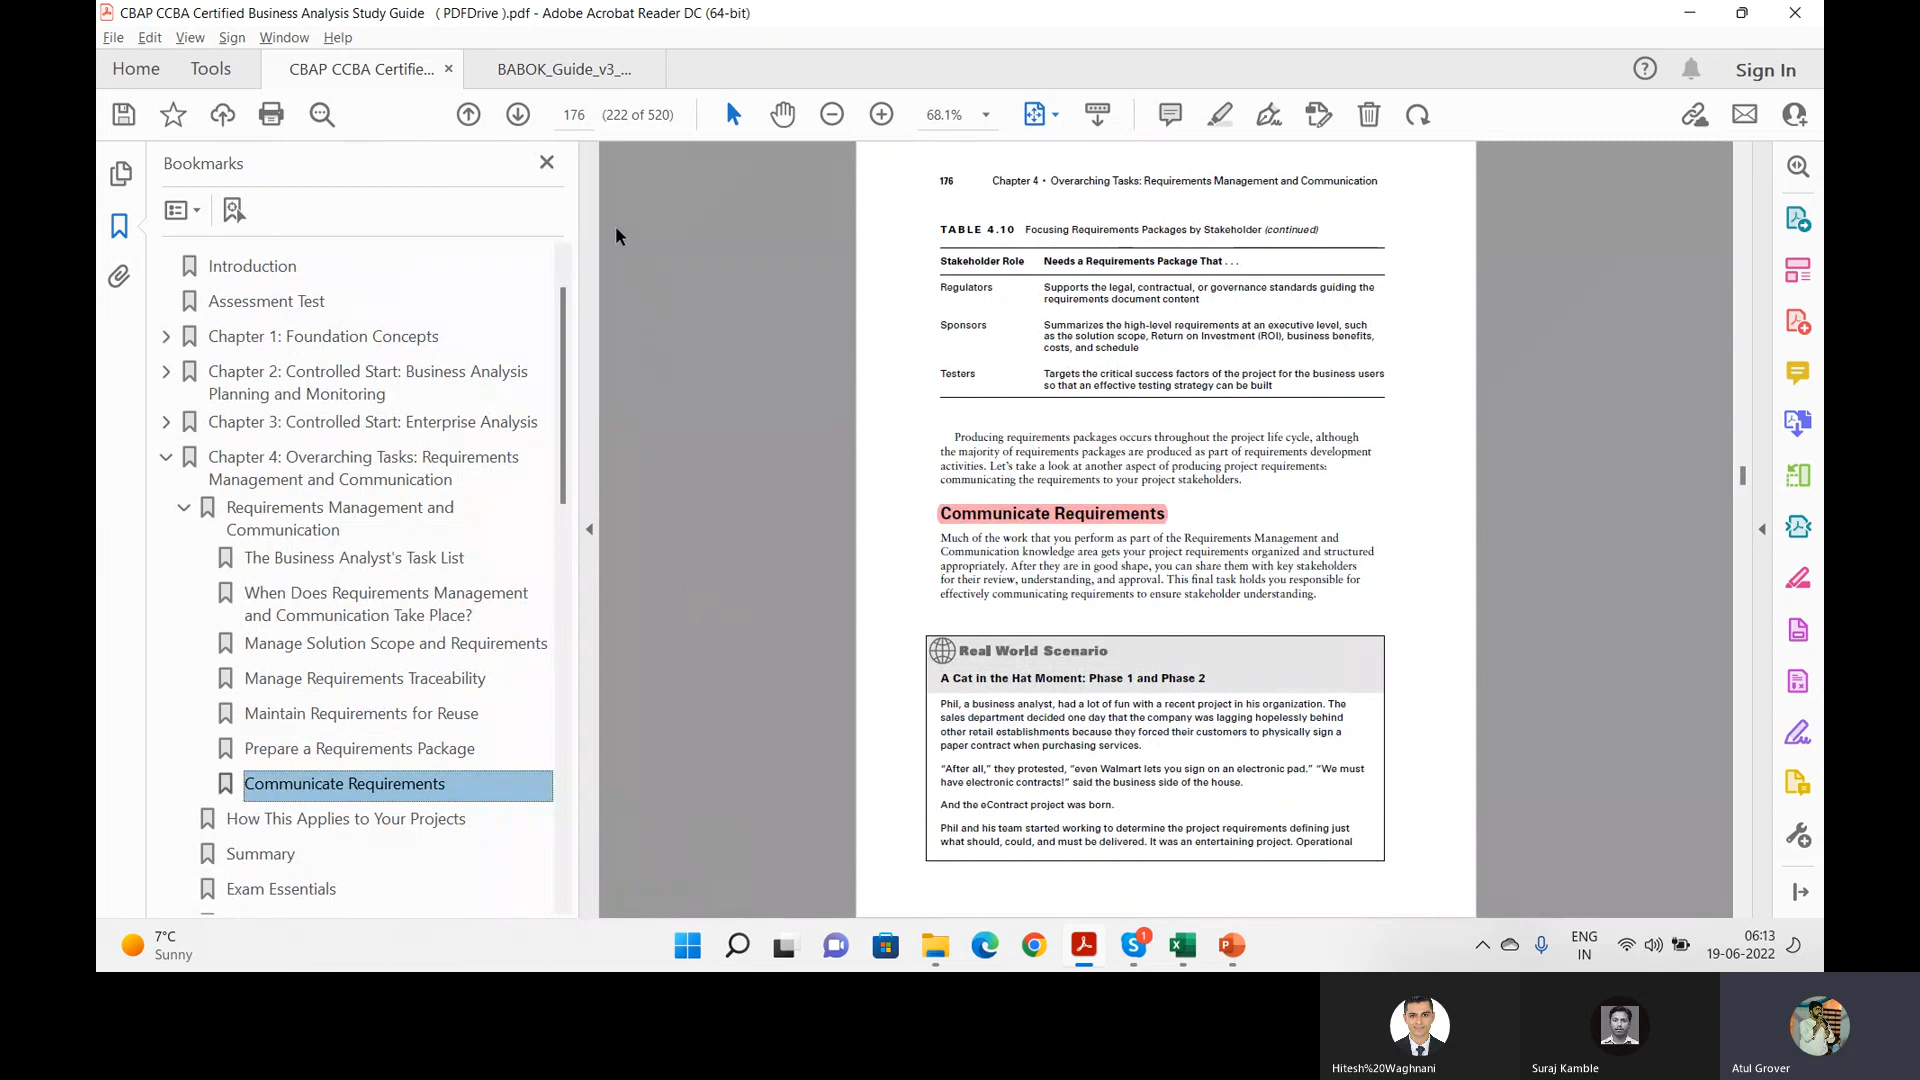 CBAP CCBA Certified Business Analysis Study Guide ( PDFDrive ).pdf - Adobe Acrobat Reader DC (64-bit)
File Edit View Sign Window Help
Home Tools CBAP CCBA Certifie... × BABOK_Guide_v3_... Sign In
176 (222 of 520) 68.1%
Bookmarks
Introduction
Assessment Test
Chapter 1: Foundation Concepts
Chapter 2: Controlled Start: Business Analysis
Planning and Monitoring
Chapter 3: Controlled Start: Enterprise Analysis
Chapter 4: Overarching Tasks: Requirements
Management and Communication
Requirements Management and
Communication
The Business Analyst's Task List
When Does Requirements Management
and Communication Take Place?
Manage Solution Scope and Requirements
Manage Requirements Traceability
Maintain Requirements for Reuse
Prepare a Requirements Package
Communicate Requirements
How This Applies to Your Projects
Summary
Exam Essentials
176 Chapter 4 • Overarching Tasks: Requirements Management and Communication
TABLE 4.10 Focusing Requirements Packages by Stakeholder (continued)
Stakeholder Role Needs a Requirements Package That . . .
Regulators Supports the legal, contractual, or governance standards guiding the
requirements document content
Sponsors Summarizes the high-level requirements at an executive level, such
as the solution scope, Return on Investment (ROI), business benefits,
costs, and schedule
Testers Targets the critical success factors of the project for the business users
so that an effective testing strategy can be built
Producing requirements packages occurs throughout the project life cycle, although
the majority of requirements packages are produced as part of requirements development
activities. Let's take a look at another aspect of producing project requirements:
communicating the requirements to your project stakeholders.
Communicate Requirements
Much of the work that you perform as part of the Requirements Management and
Communication knowledge area gets your project requirements organized and structured
appropriately. After they are in good shape, you can share them with key stakeholders
for their review, understanding, and approval. This final task holds you responsible for
effectively communicating requirements to ensure stakeholder understanding.
Real World Scenario
A Cat in the Hat Moment: Phase 1 and Phase 2
Phil, a business analyst, had a lot of fun with a recent project in his organization. The
sales department decided one day that the company was lagging hopelessly behind
other retail establishments because they forced their customers to physically sign a
paper contract when purchasing services.
“After all,” they protested, “even Walmart lets you sign on an electronic pad.” “We must
have electronic contracts!” said the business side of the house.
And the eContract project was born.
Phil and his team started working to determine the project requirements defining just
what should, could, and must be delivered. It was an entertaining project. Operational
7°C
Sunny
1
ENG
IN
06:13
19-06-2022
Hitesh%20Waghnani Suraj Kamble Atul Grover